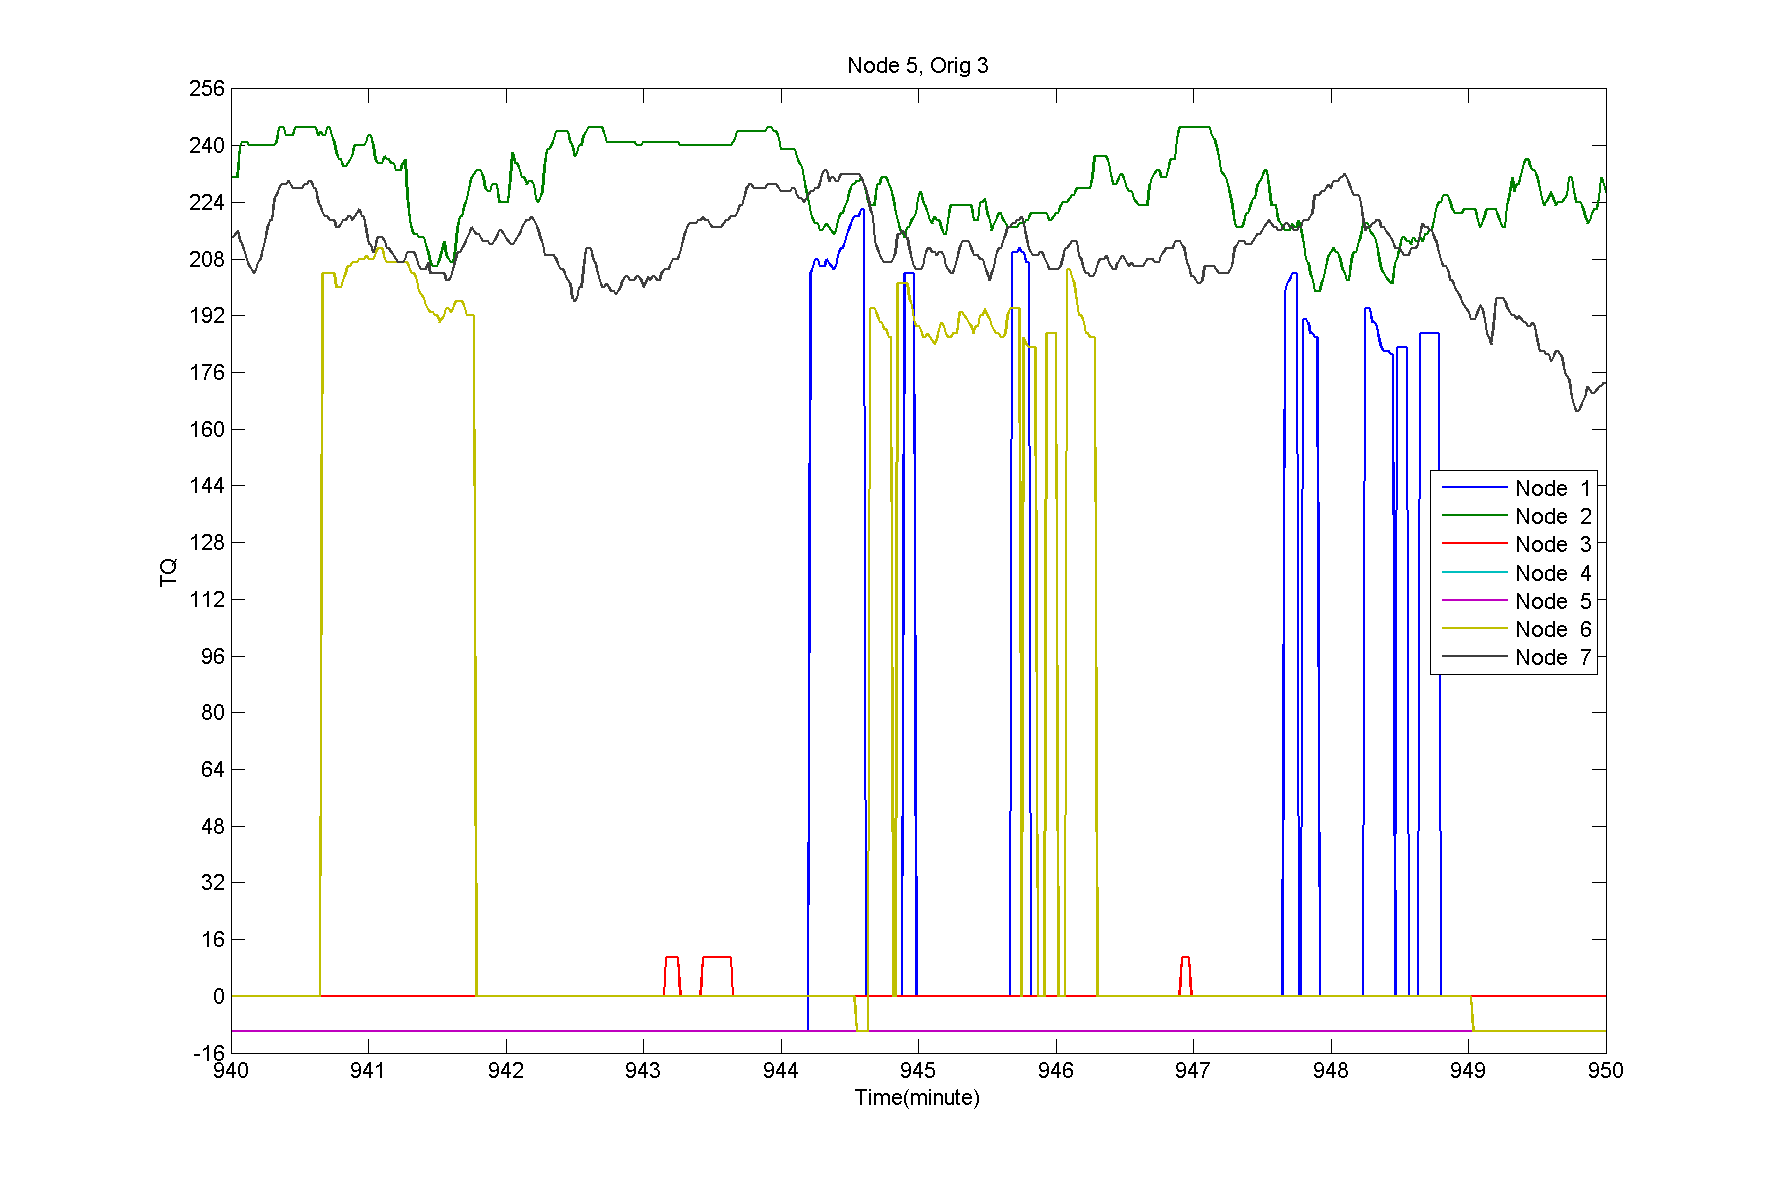 Node 5, Orig 3
256
240
224
208
192
176
160
144
128
112
96
80
64
48
32
16
0
-16
TQ
Node 1
Node 2
Node 3
Node 4
Node 5
Node 6
Node 7
940 941 942 943 944 945 946 947 948 949 950
Time(minute)